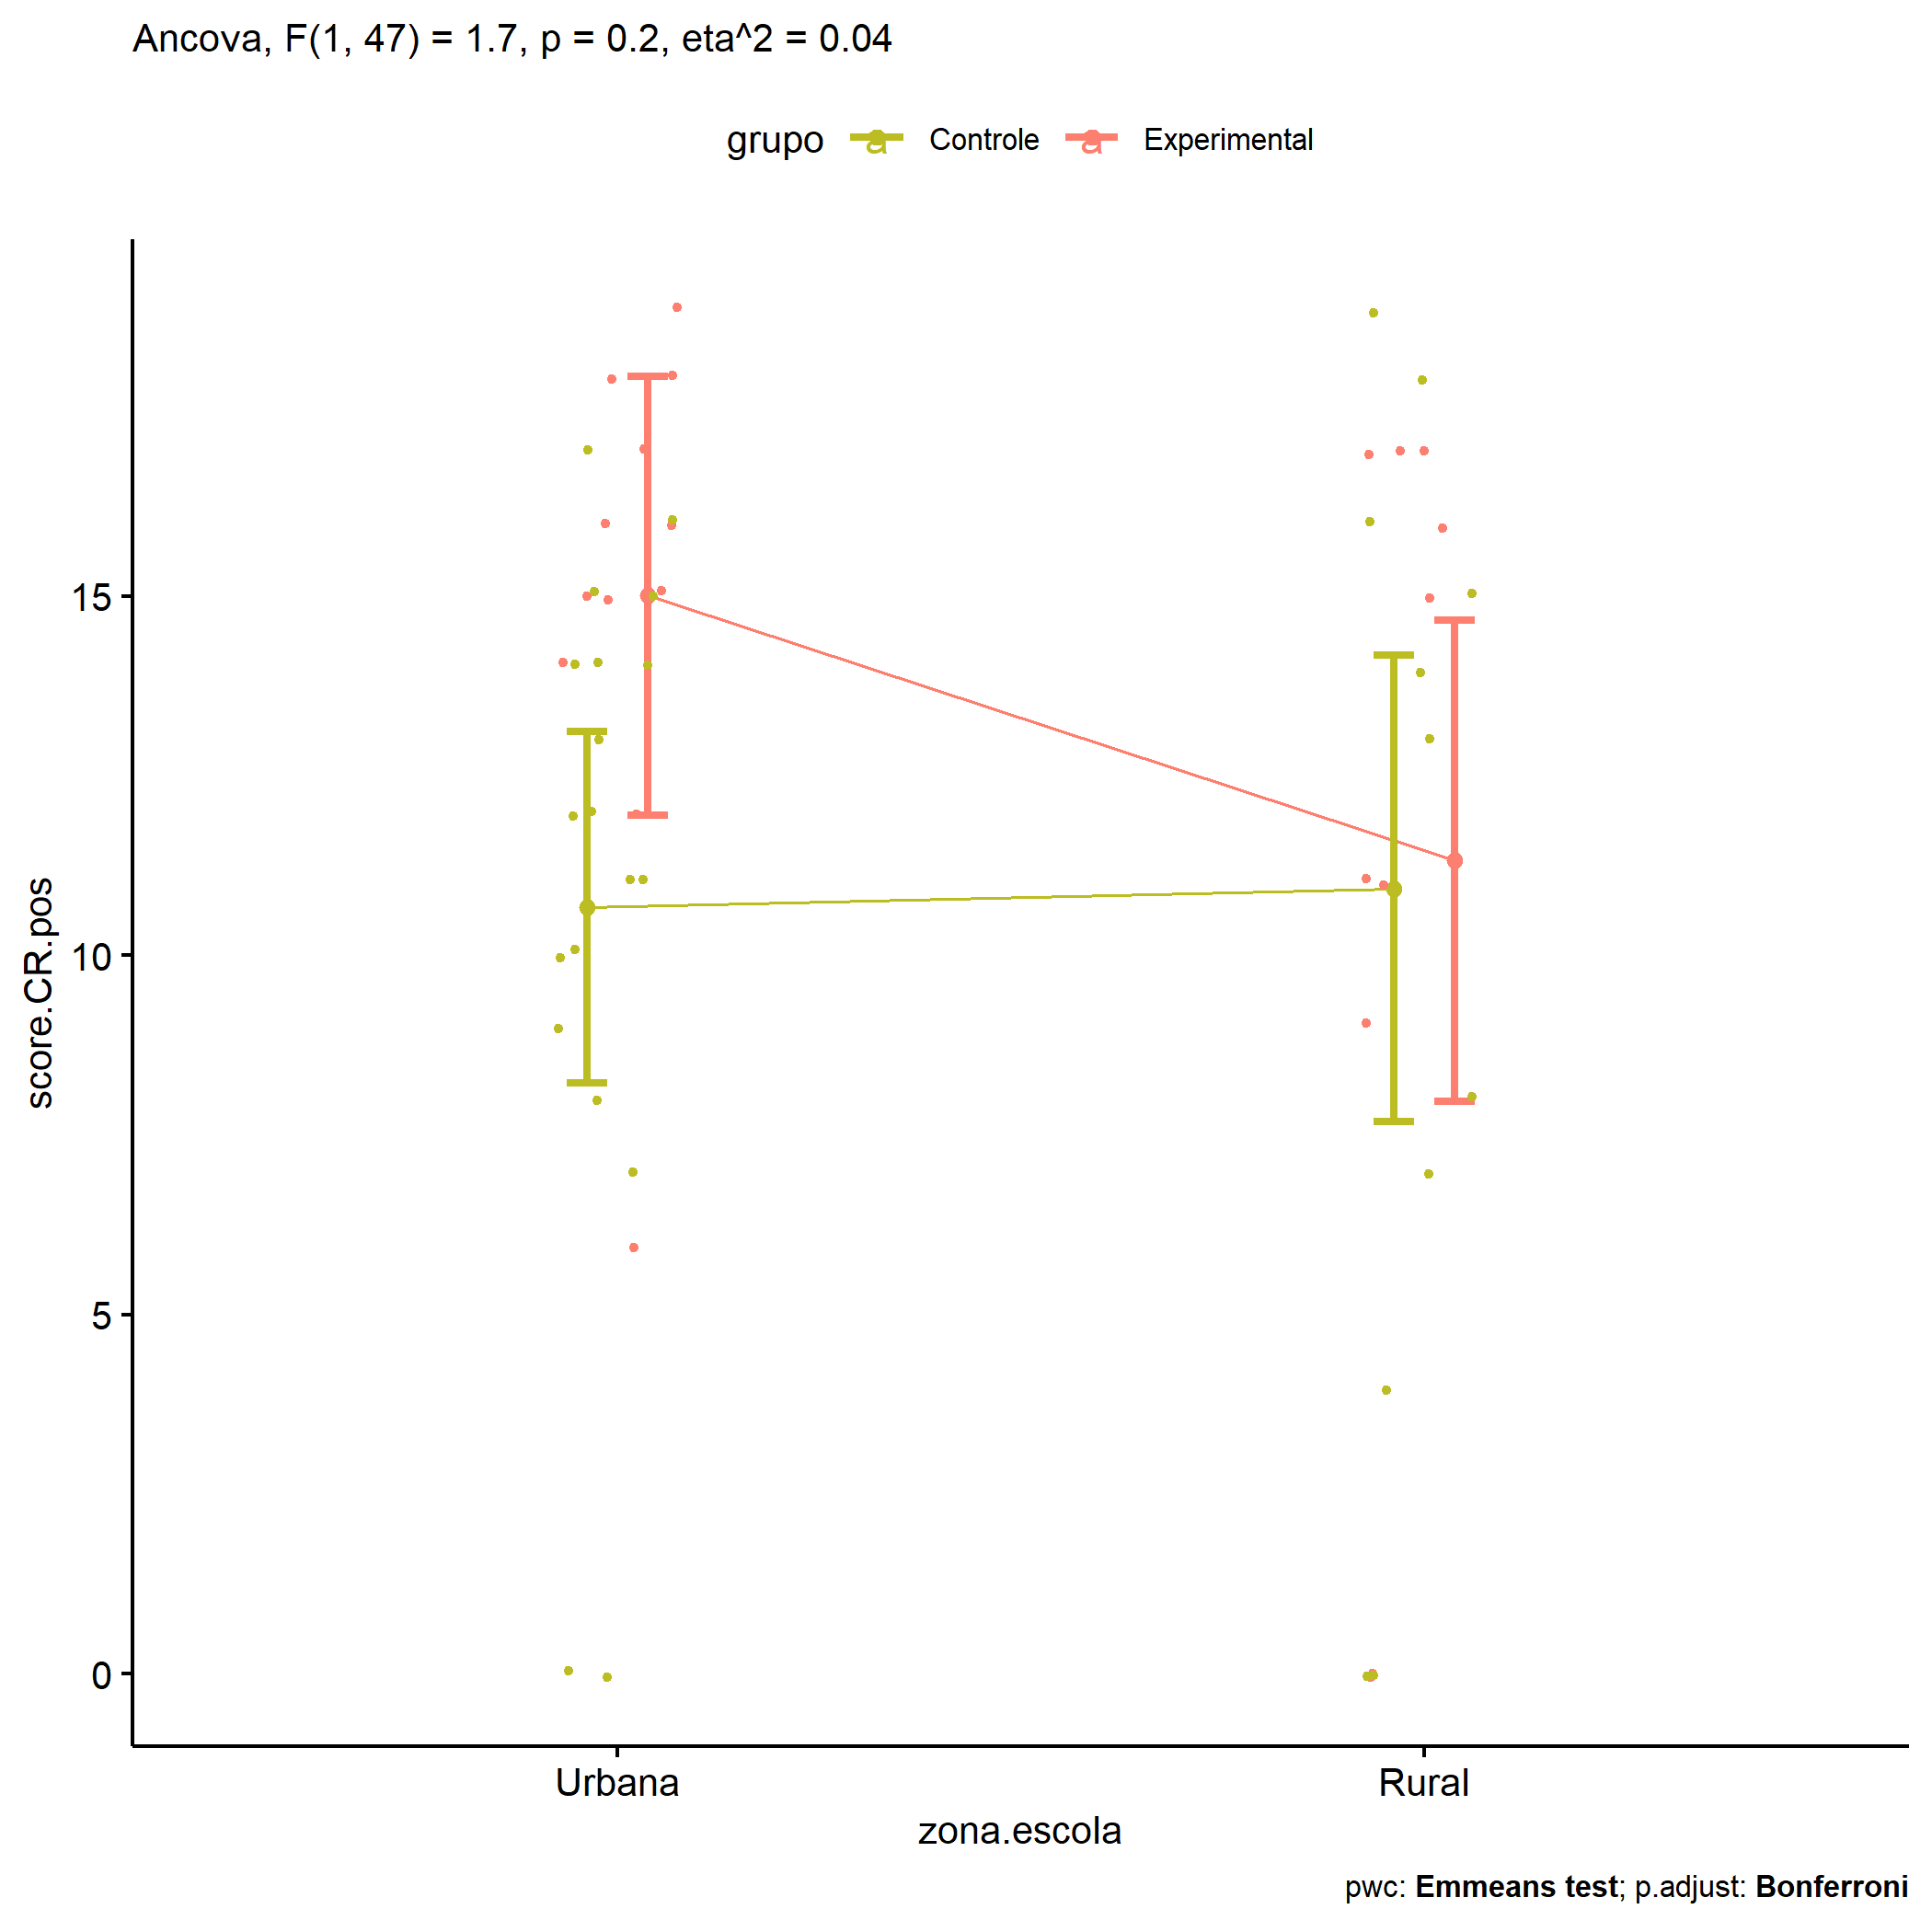 Ancova, F(1, 47) = 1.7, p = 0.2, eta^2 = 0.04
grupo a Controle a Experimental
score.CR.pos
15
10
5
0
Urbana Rural
zona.escola
pwc: Emmeans test; p.adjust: Bonferroni